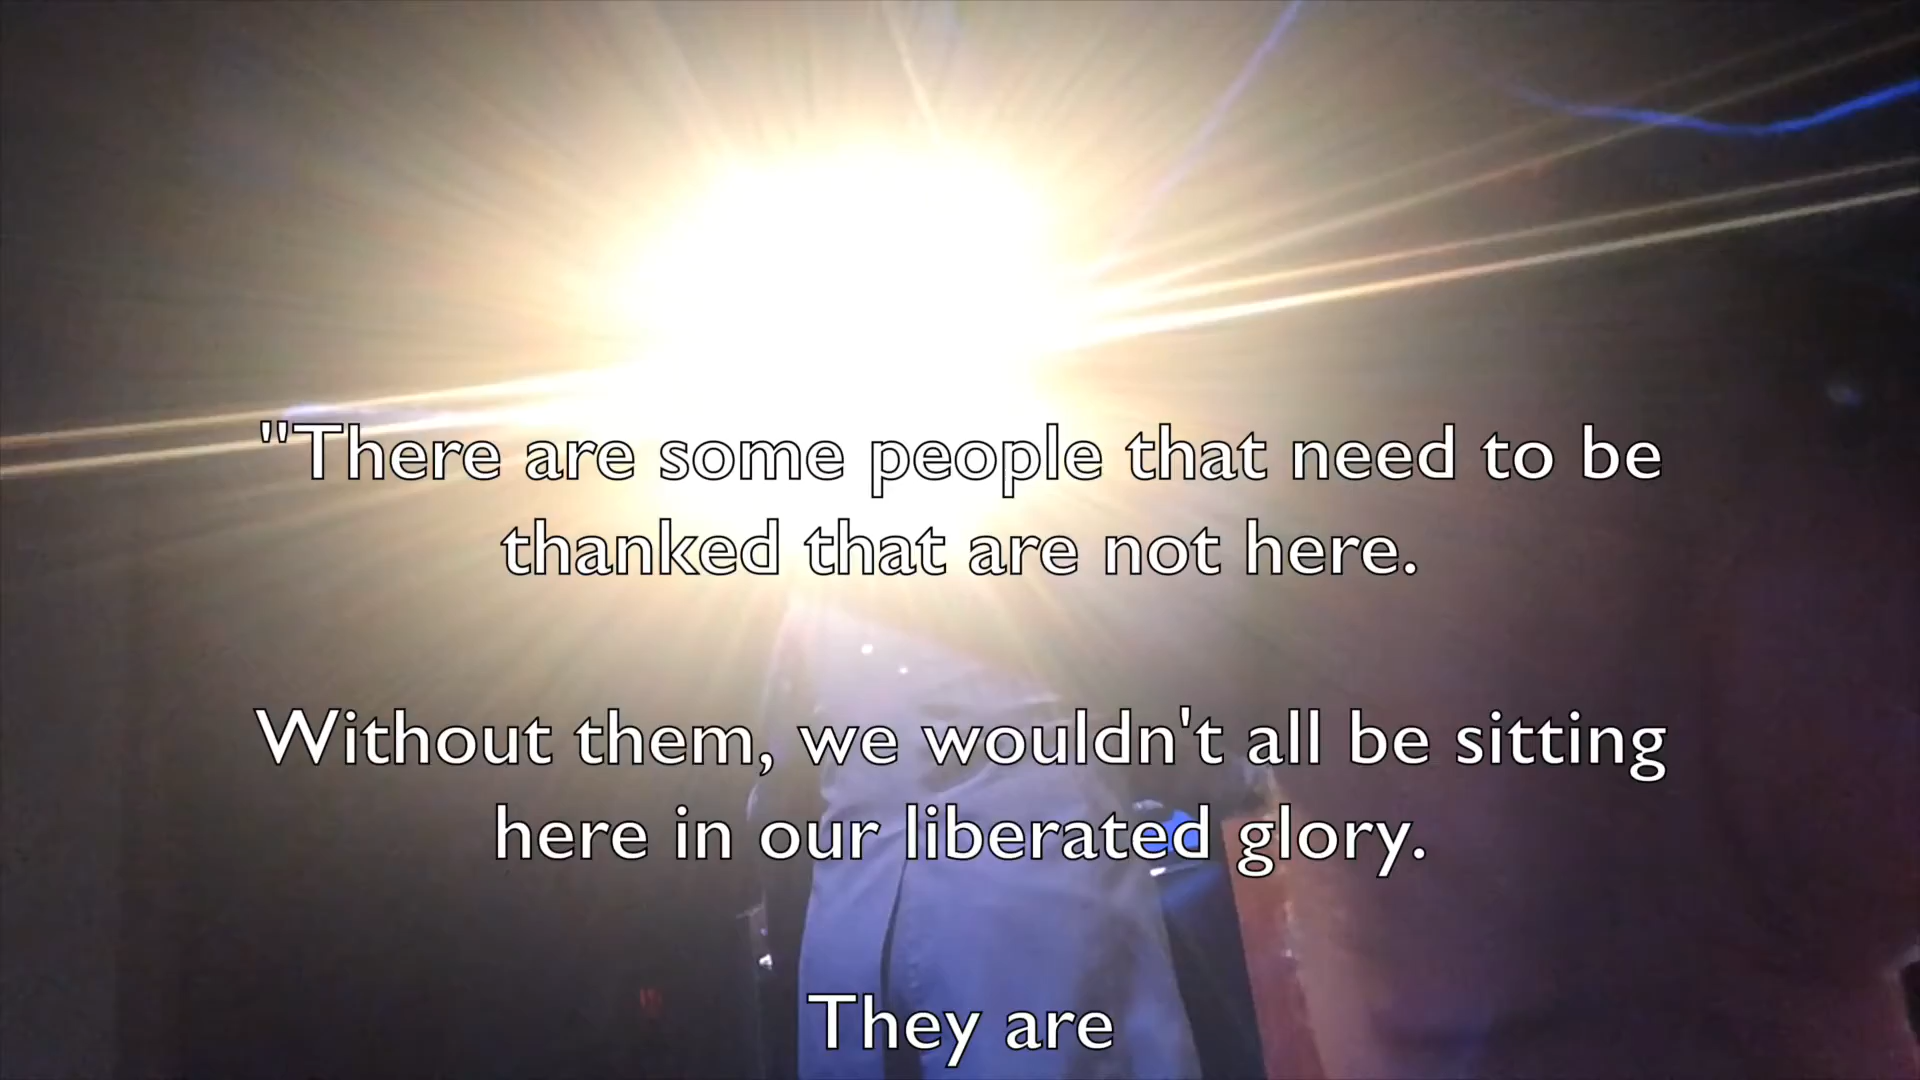 "There are some people that need to be
thanked that are not here.
Without them, we wouldn't all be sitting
here in our liberated glory.
They are